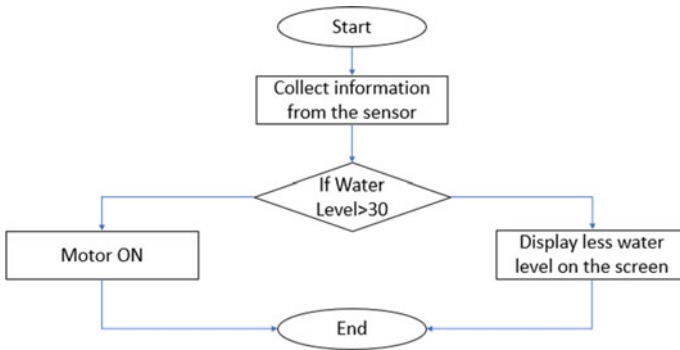 Start
Collect information
from the sensor
If Water
Level>30
Motor ON
Display less water
level on the screen
End